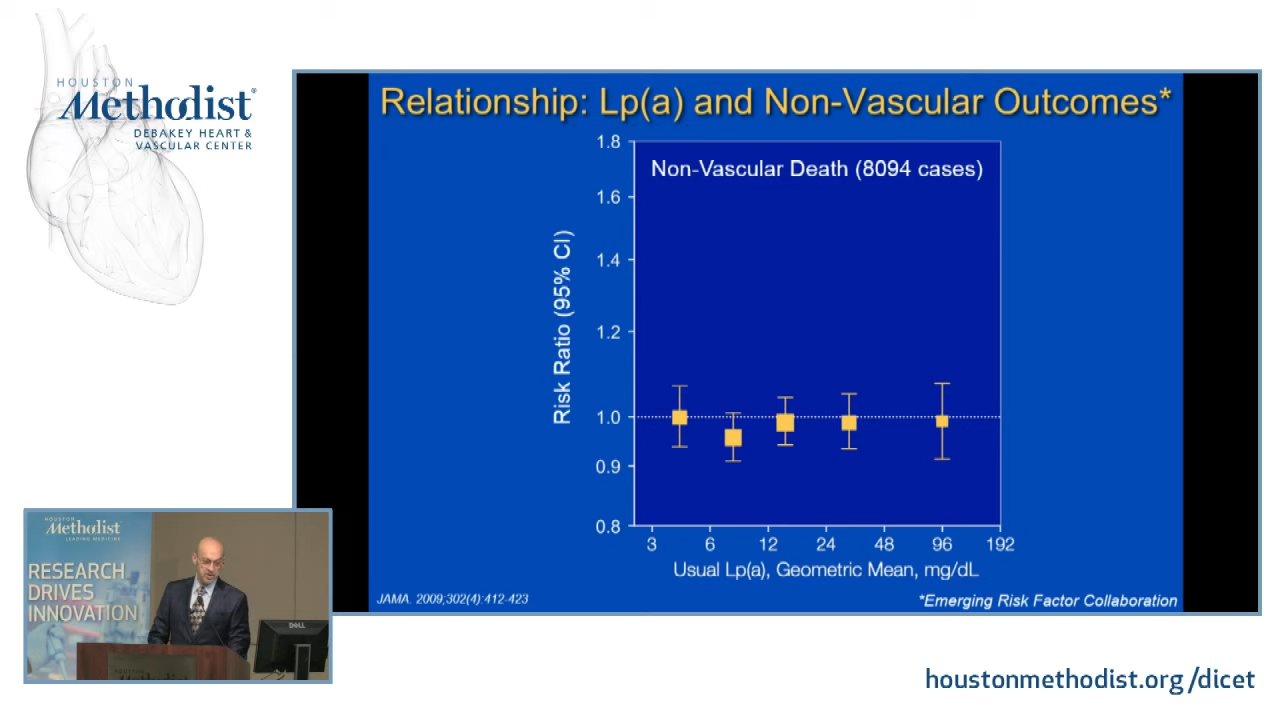 HOUSTON
Methodist®
DEBAKEY HEART &
VASCULAR CENTER
Relationship: Lp(a) and Non-Vascular Outcomes*
Non-Vascular Death (8094 cases)
Risk Ratio (95% CI)
1.8
1.6
1.4
1.2
1.0
0.9
0.8
3 6 12 24 48 96 192
Usual Lp(a), Geometric Mean, mg/dL
JAMA. 2009;302(4):412-423
*Emerging Risk Factor Collaboration
HOUSTON
Methodist
LEADING MEDICINE
RESEARCH
DRIVES
INNOVATION
DELL
houstonmethodist.org/dicet